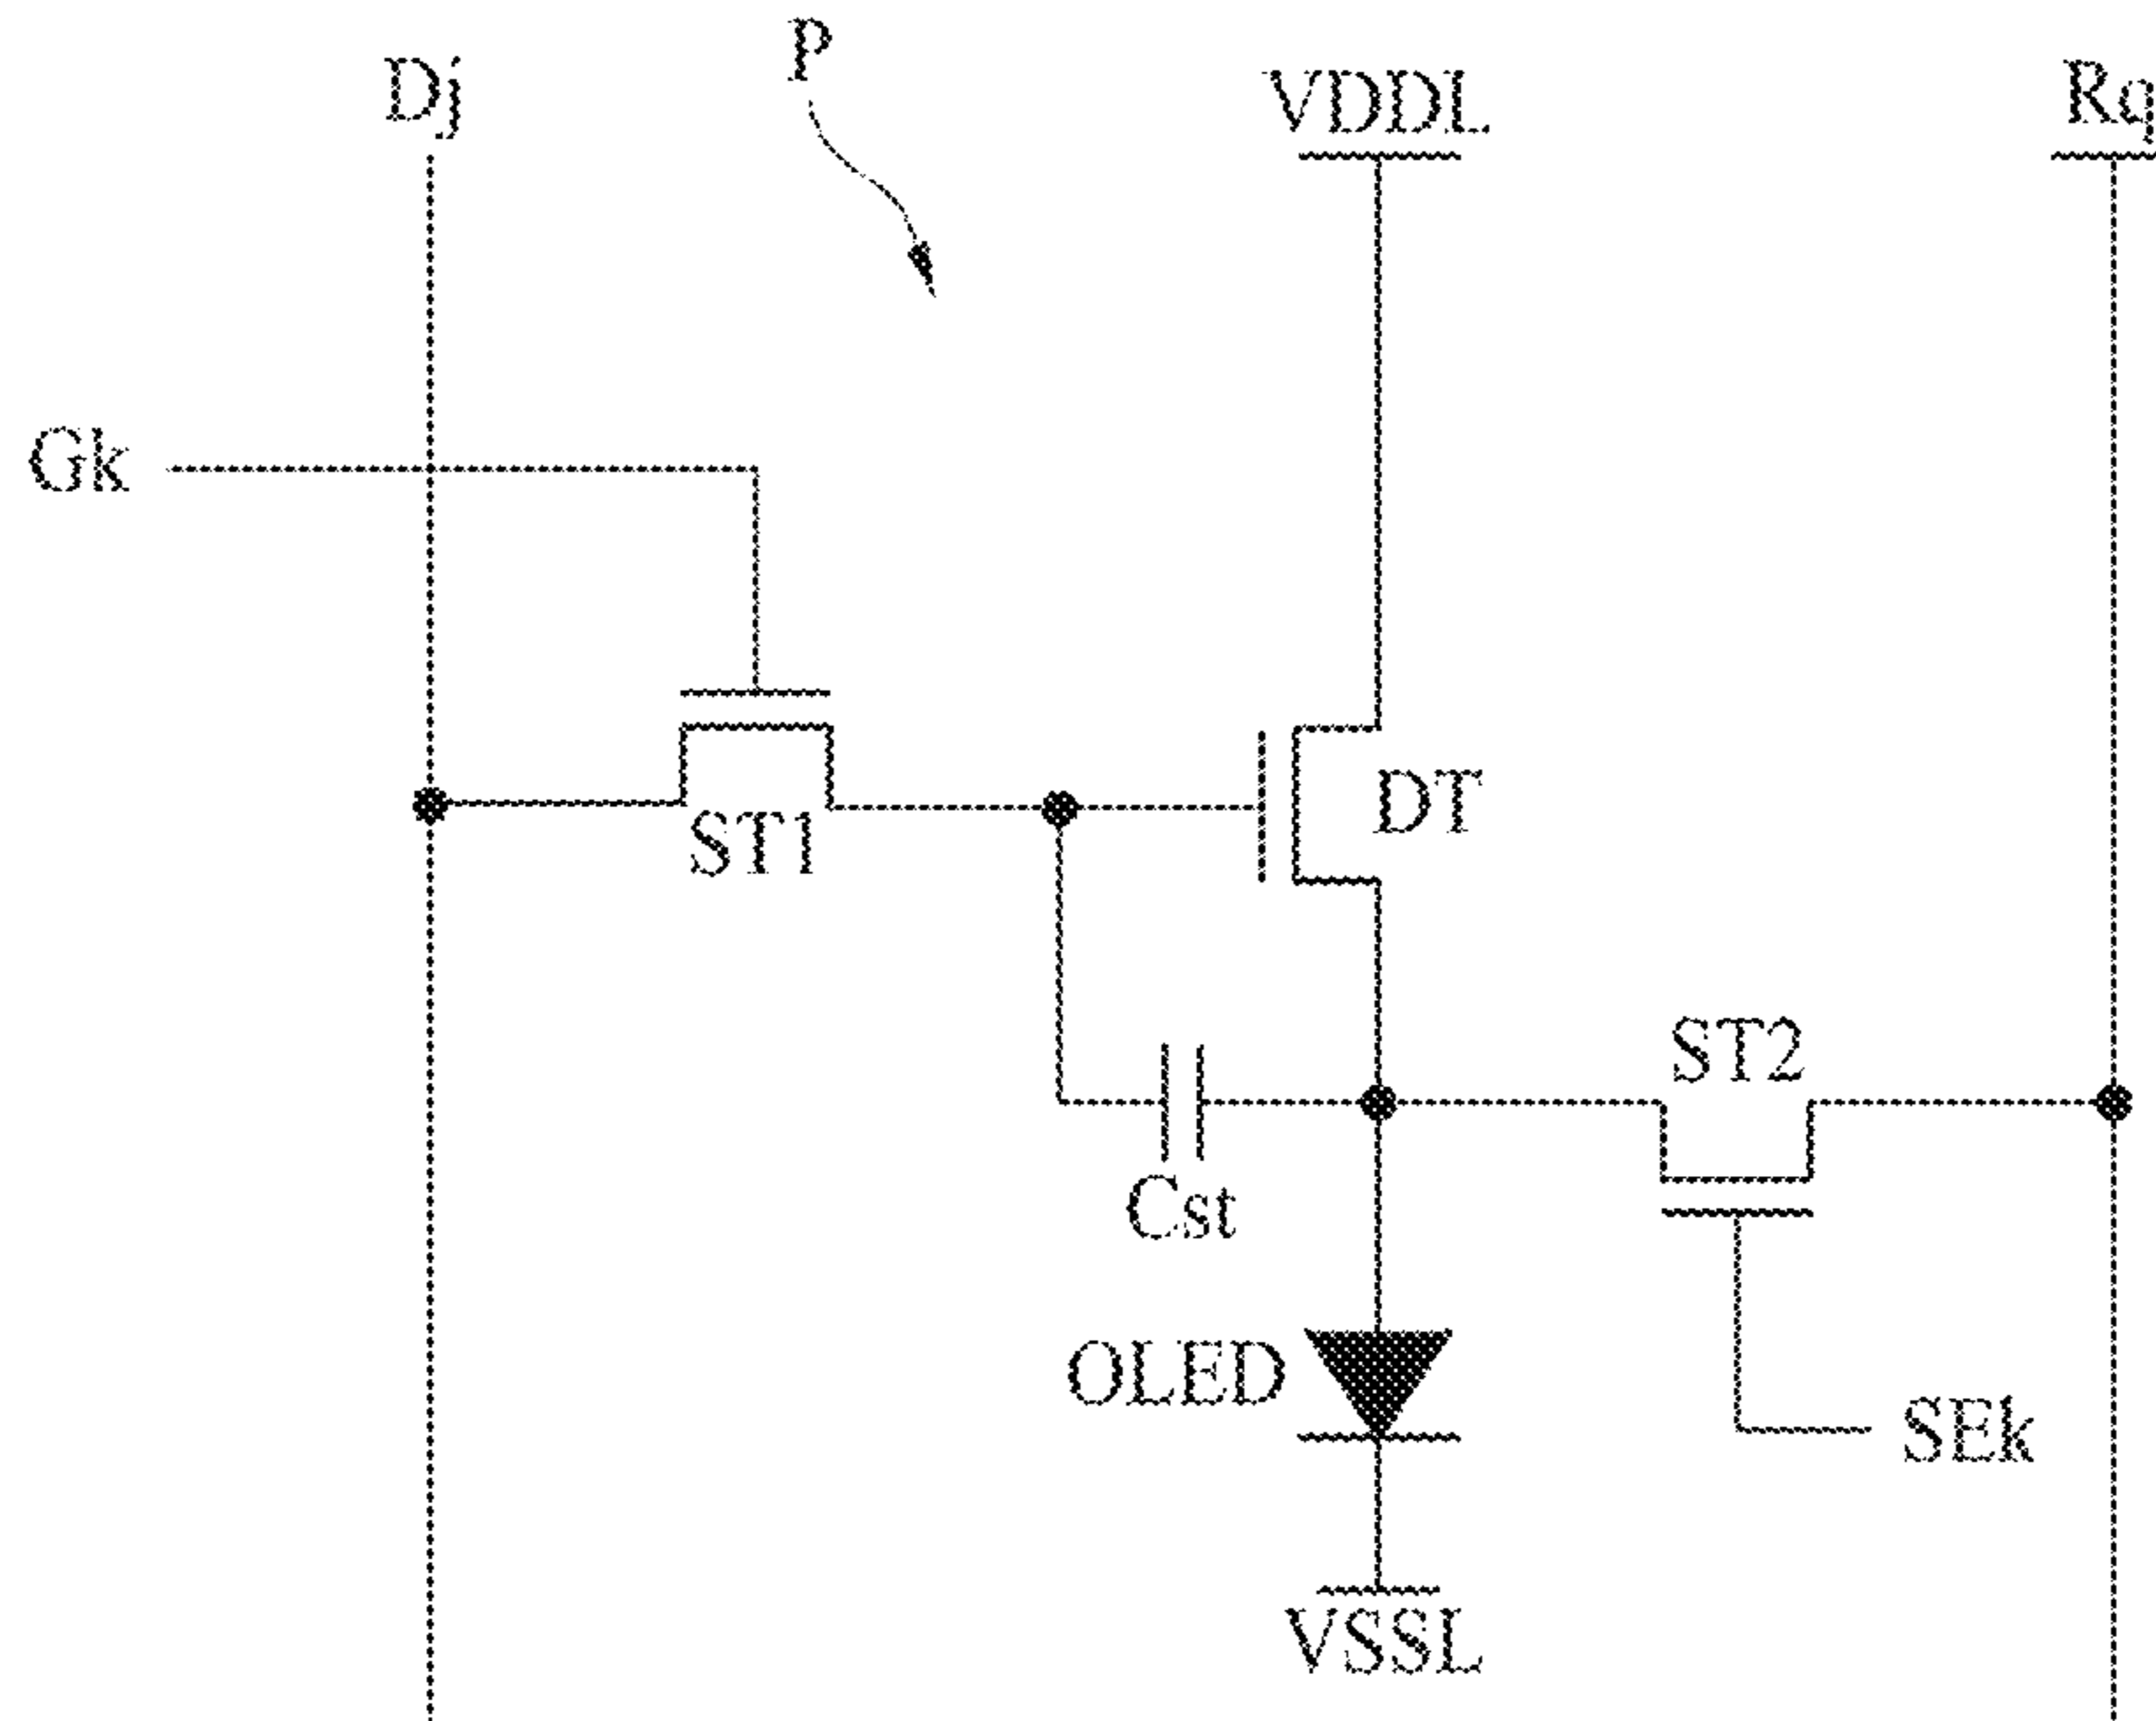 P
Dj
VDDL
Rq
Gk
DT
ST1
ST2
Cst
OLED
SEk
VSSL